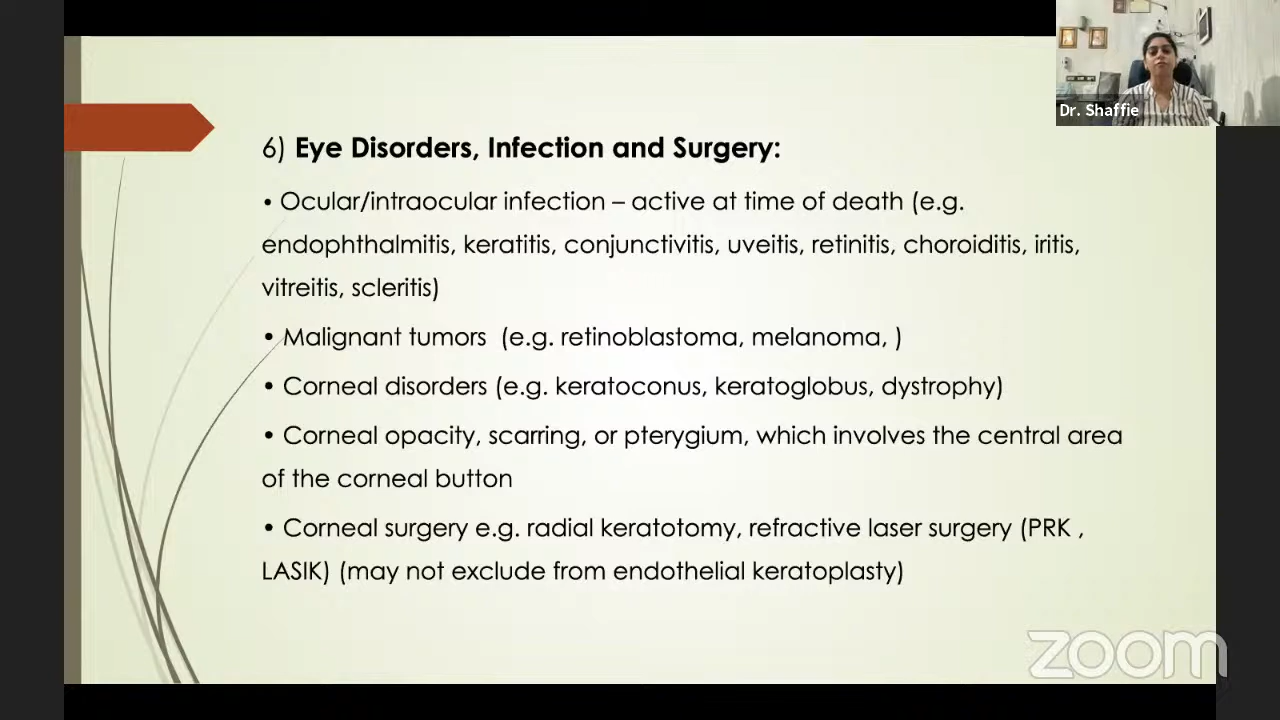 Dr. Shaffie
6) Eye Disorders, Infection and Surgery:
• Ocular/intraocular infection – active at time of death (e.g.
endophthalmitis, keratitis, conjunctivitis, uveitis, retinitis, choroiditis, iritis,
vitreitis, scleritis)
• Malignant tumors (e.g. retinoblastoma, melanoma, )
• Corneal disorders (e.g. keratoconus, keratoglobus, dystrophy)
• Corneal opacity, scarring, or pterygium, which involves the central area
of the corneal button
• Corneal surgery e.g. radial keratotomy, refractive laser surgery (PRK ,
LASIK) (may not exclude from endothelial keratoplasty)
zoom